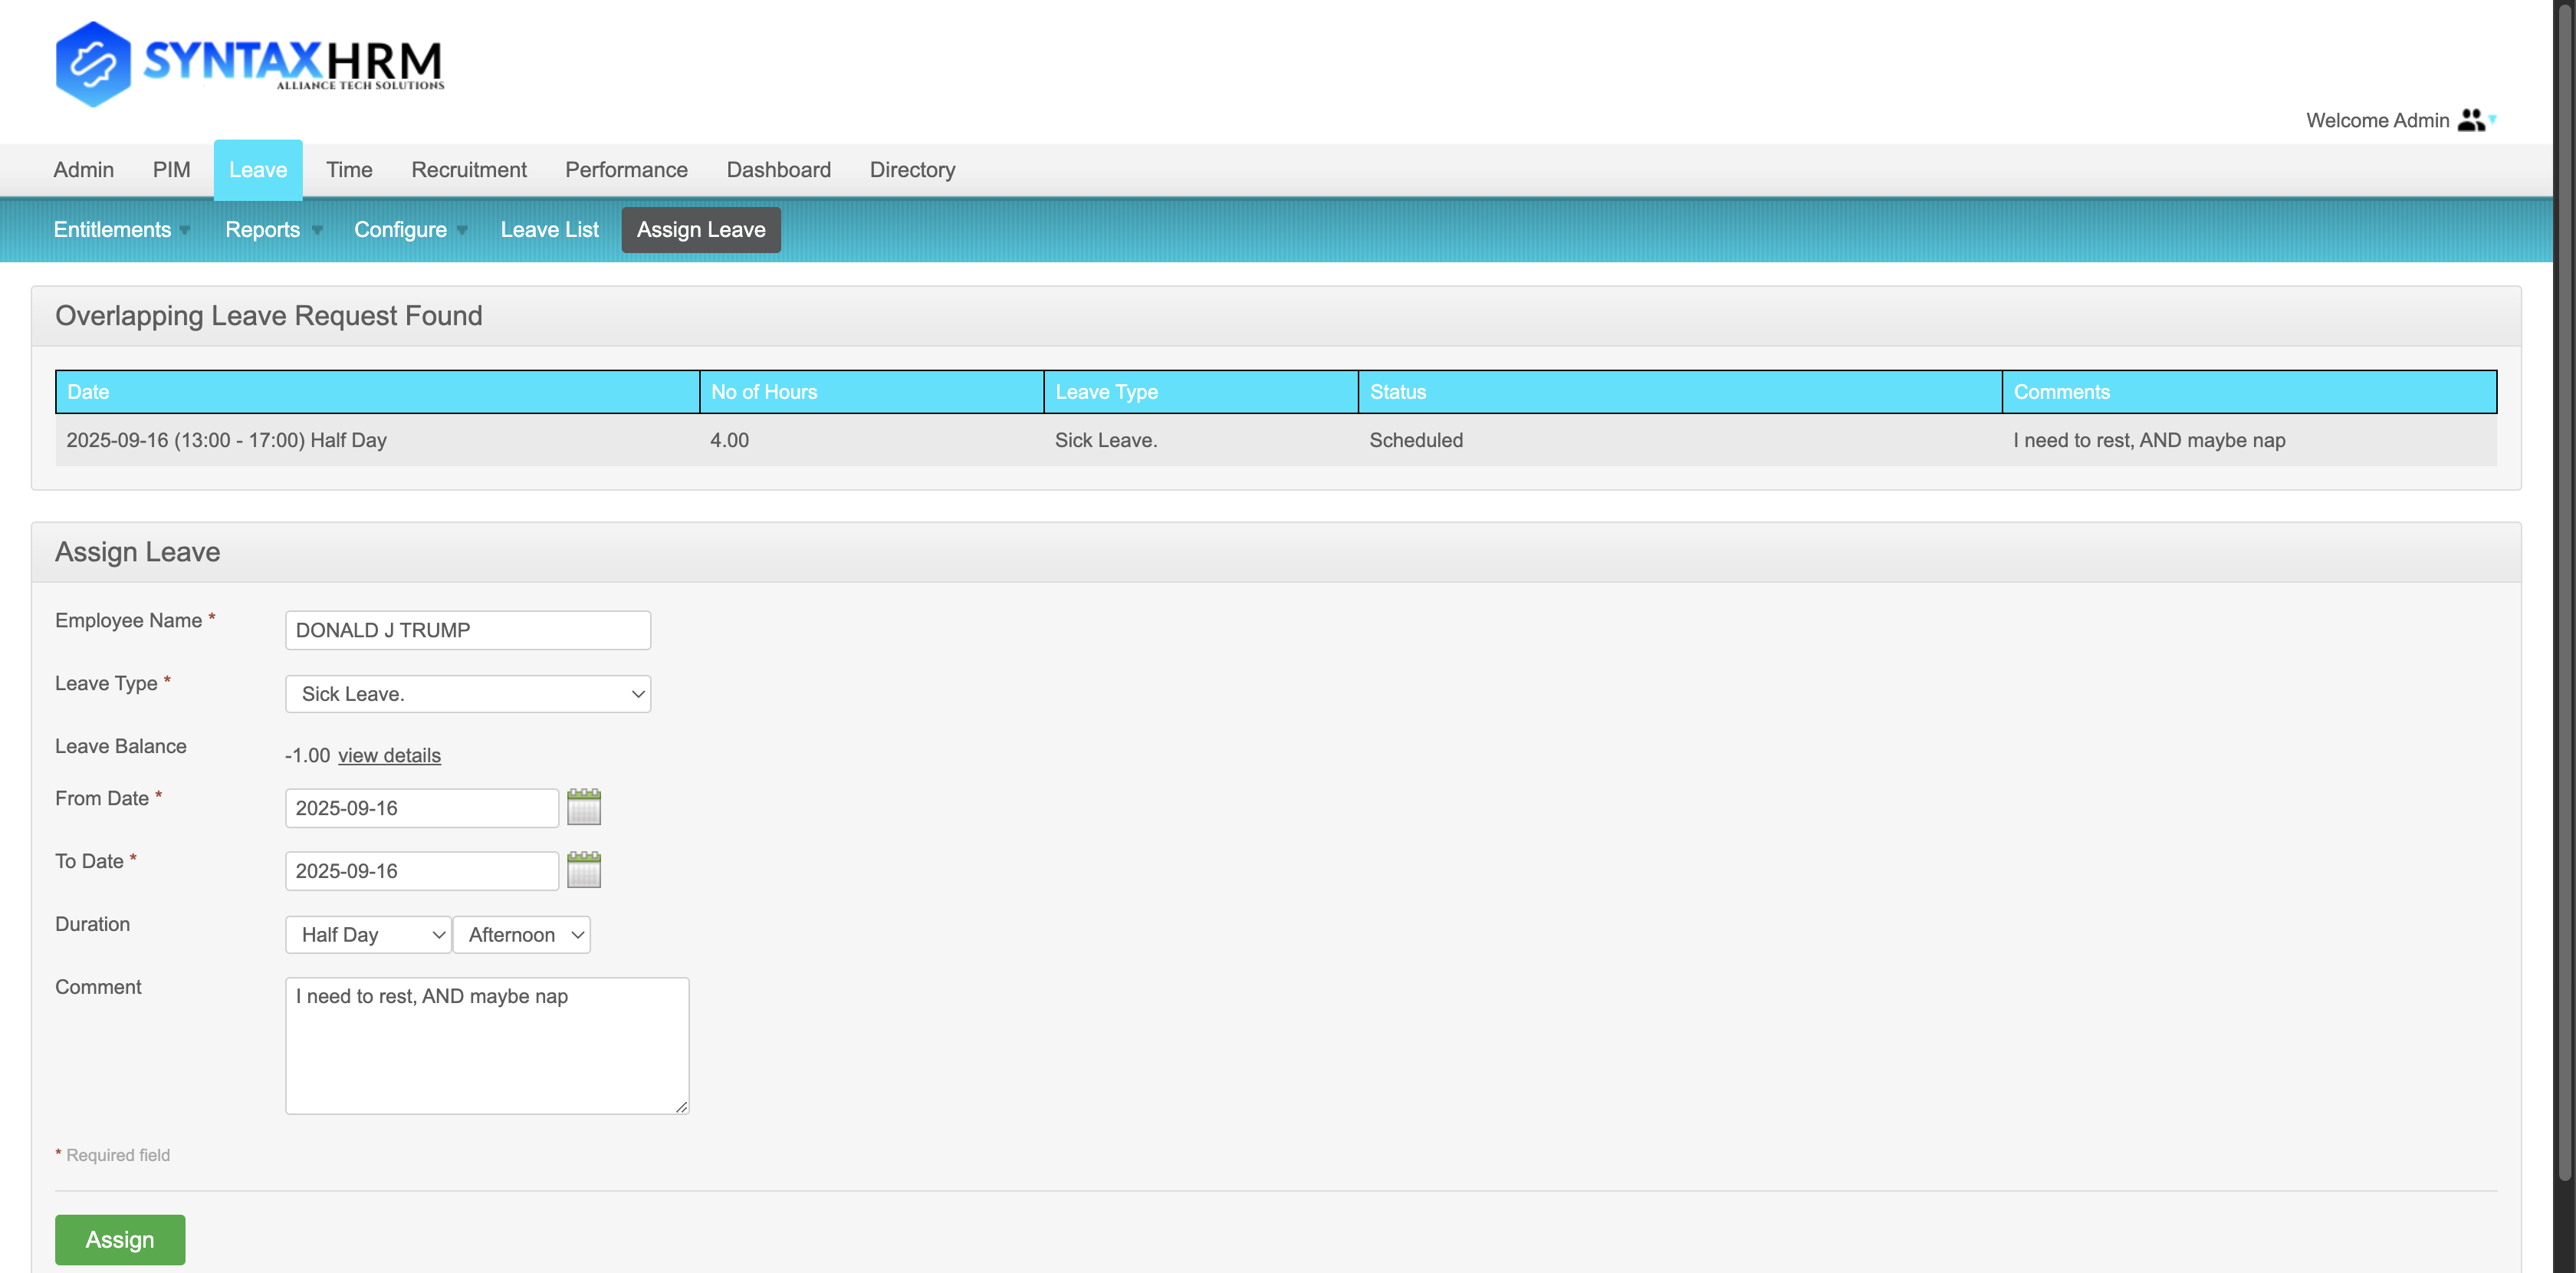 SYNTAXHRM
ALLIANCE TECH SOLUTIONS
Welcome Admin
Admin PIM Leave Time Recruitment Performance Dashboard Directory
Entitlements Reports Configure Leave List Assign Leave
Overlapping Leave Request Found
Date No of Hours Leave Type Status Comments
2025-09-16 (13:00 - 17:00) Half Day 4.00 Sick Leave. Scheduled I need to rest, AND maybe nap
Assign Leave
Employee Name * DONALD J TRUMP
Leave Type * Sick Leave.
Leave Balance -1.00 view details
From Date * 2025-09-16
To Date * 2025-09-16
Duration Half Day Afternoon
Comment I need to rest, AND maybe nap
* Required field
Assign